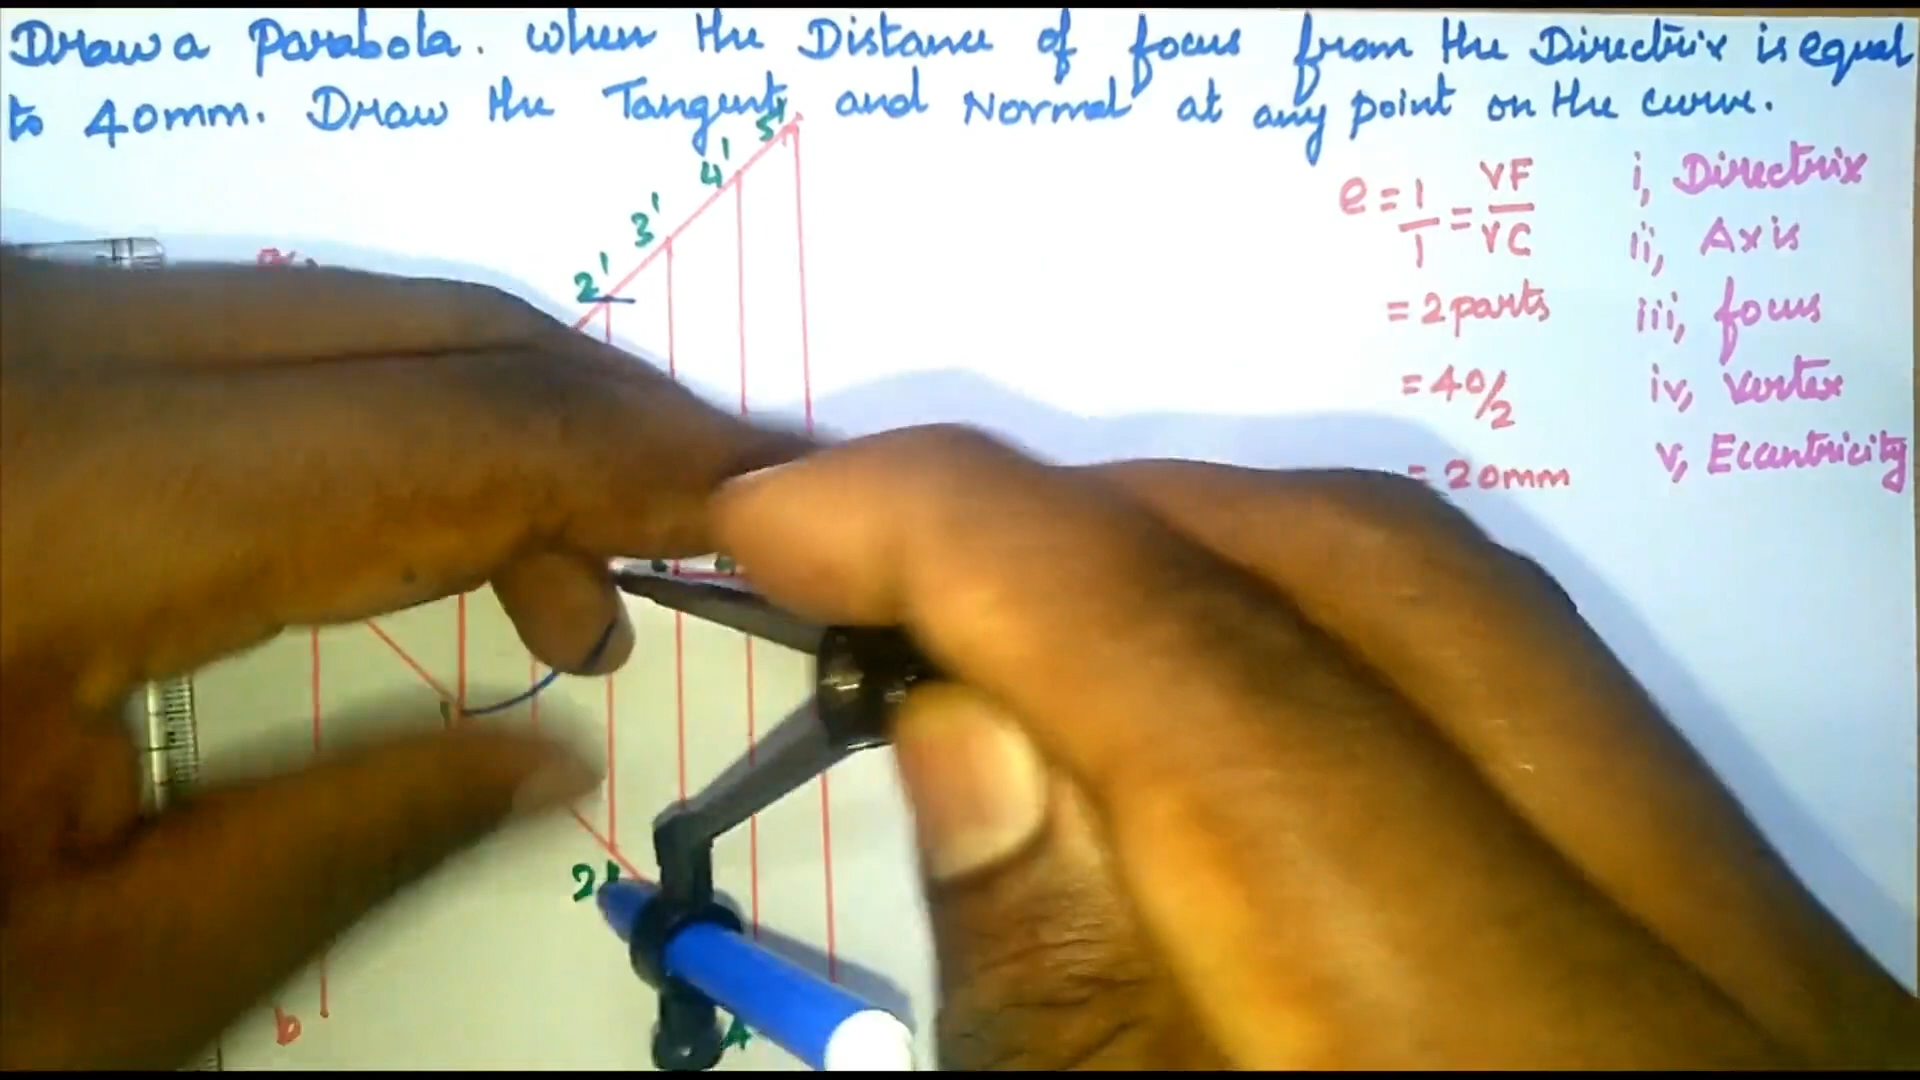 Draw a Parabola. When the Distance of focus from the Directrix is equal
to 40mm. Draw the Tangent and Normal at any point on the curve.
e = 1/1 = VF/VC
= 2 parts
= 40/2
= 20mm
i, Directrix
ii, Axis
iii, focus
iv, Vertex
v, Eccentricity
5'
4'
3'
2'
a
1
2'
b
4